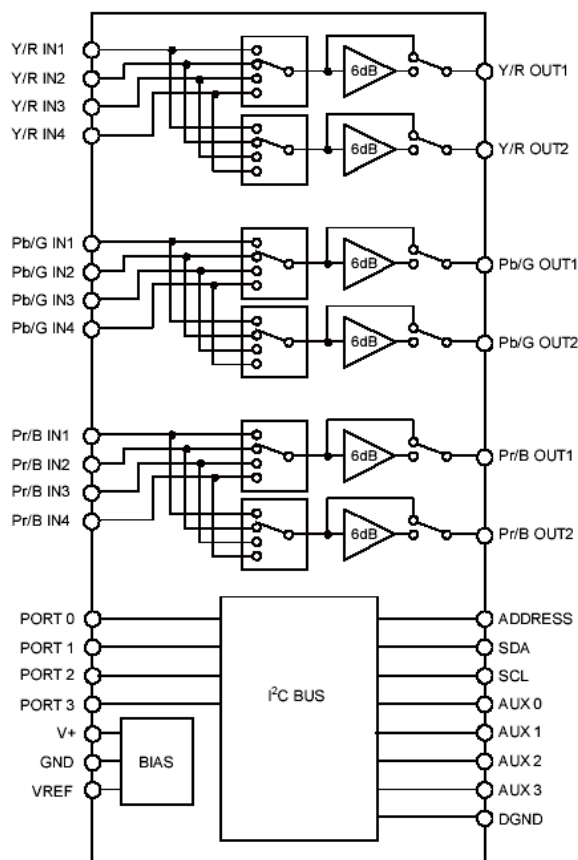 Y/R IN1
Y/R IN2
Y/R IN3
Y/R IN4
6dB
Y/R OUT1
6dB
Y/R OUT2
Pb/G IN1
Pb/G IN2
Pb/G IN3
Pb/G IN4
6dB
Pb/G OUT1
6dB
Pb/G OUT2
Pr/B IN1
Pr/B IN2
Pr/B IN3
Pr/B IN4
6dB
Pr/B OUT1
6dB
Pr/B OUT2
PORT 0
PORT 1
PORT 2
PORT 3
V+
GND
VREF
BIAS
I²C BUS
ADDRESS
SDA
SCL
AUX 0
AUX 1
AUX 2
AUX 3
DGND